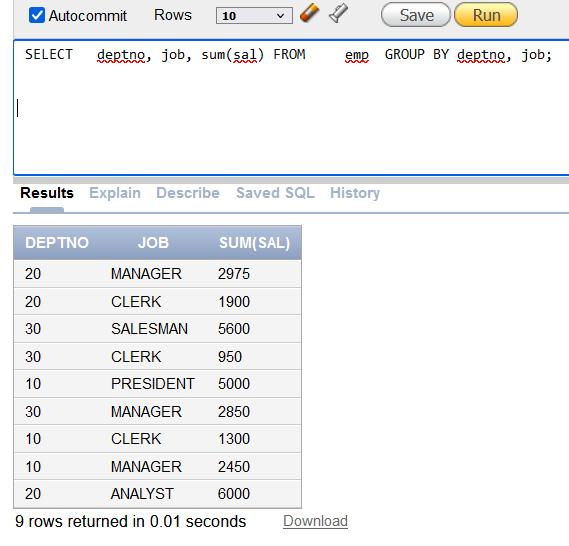 Autocommit Rows 10 Save Run
SELECT deptno, job, sum(sal) FROM emp GROUP BY deptno, job;
Results Explain Describe Saved SQL History
DEPTNO JOB SUM(SAL)
20 MANAGER 2975
20 CLERK 1900
30 SALESMAN 5600
30 CLERK 950
10 PRESIDENT 5000
30 MANAGER 2850
10 CLERK 1300
10 MANAGER 2450
20 ANALYST 6000
9 rows returned in 0.01 seconds Download